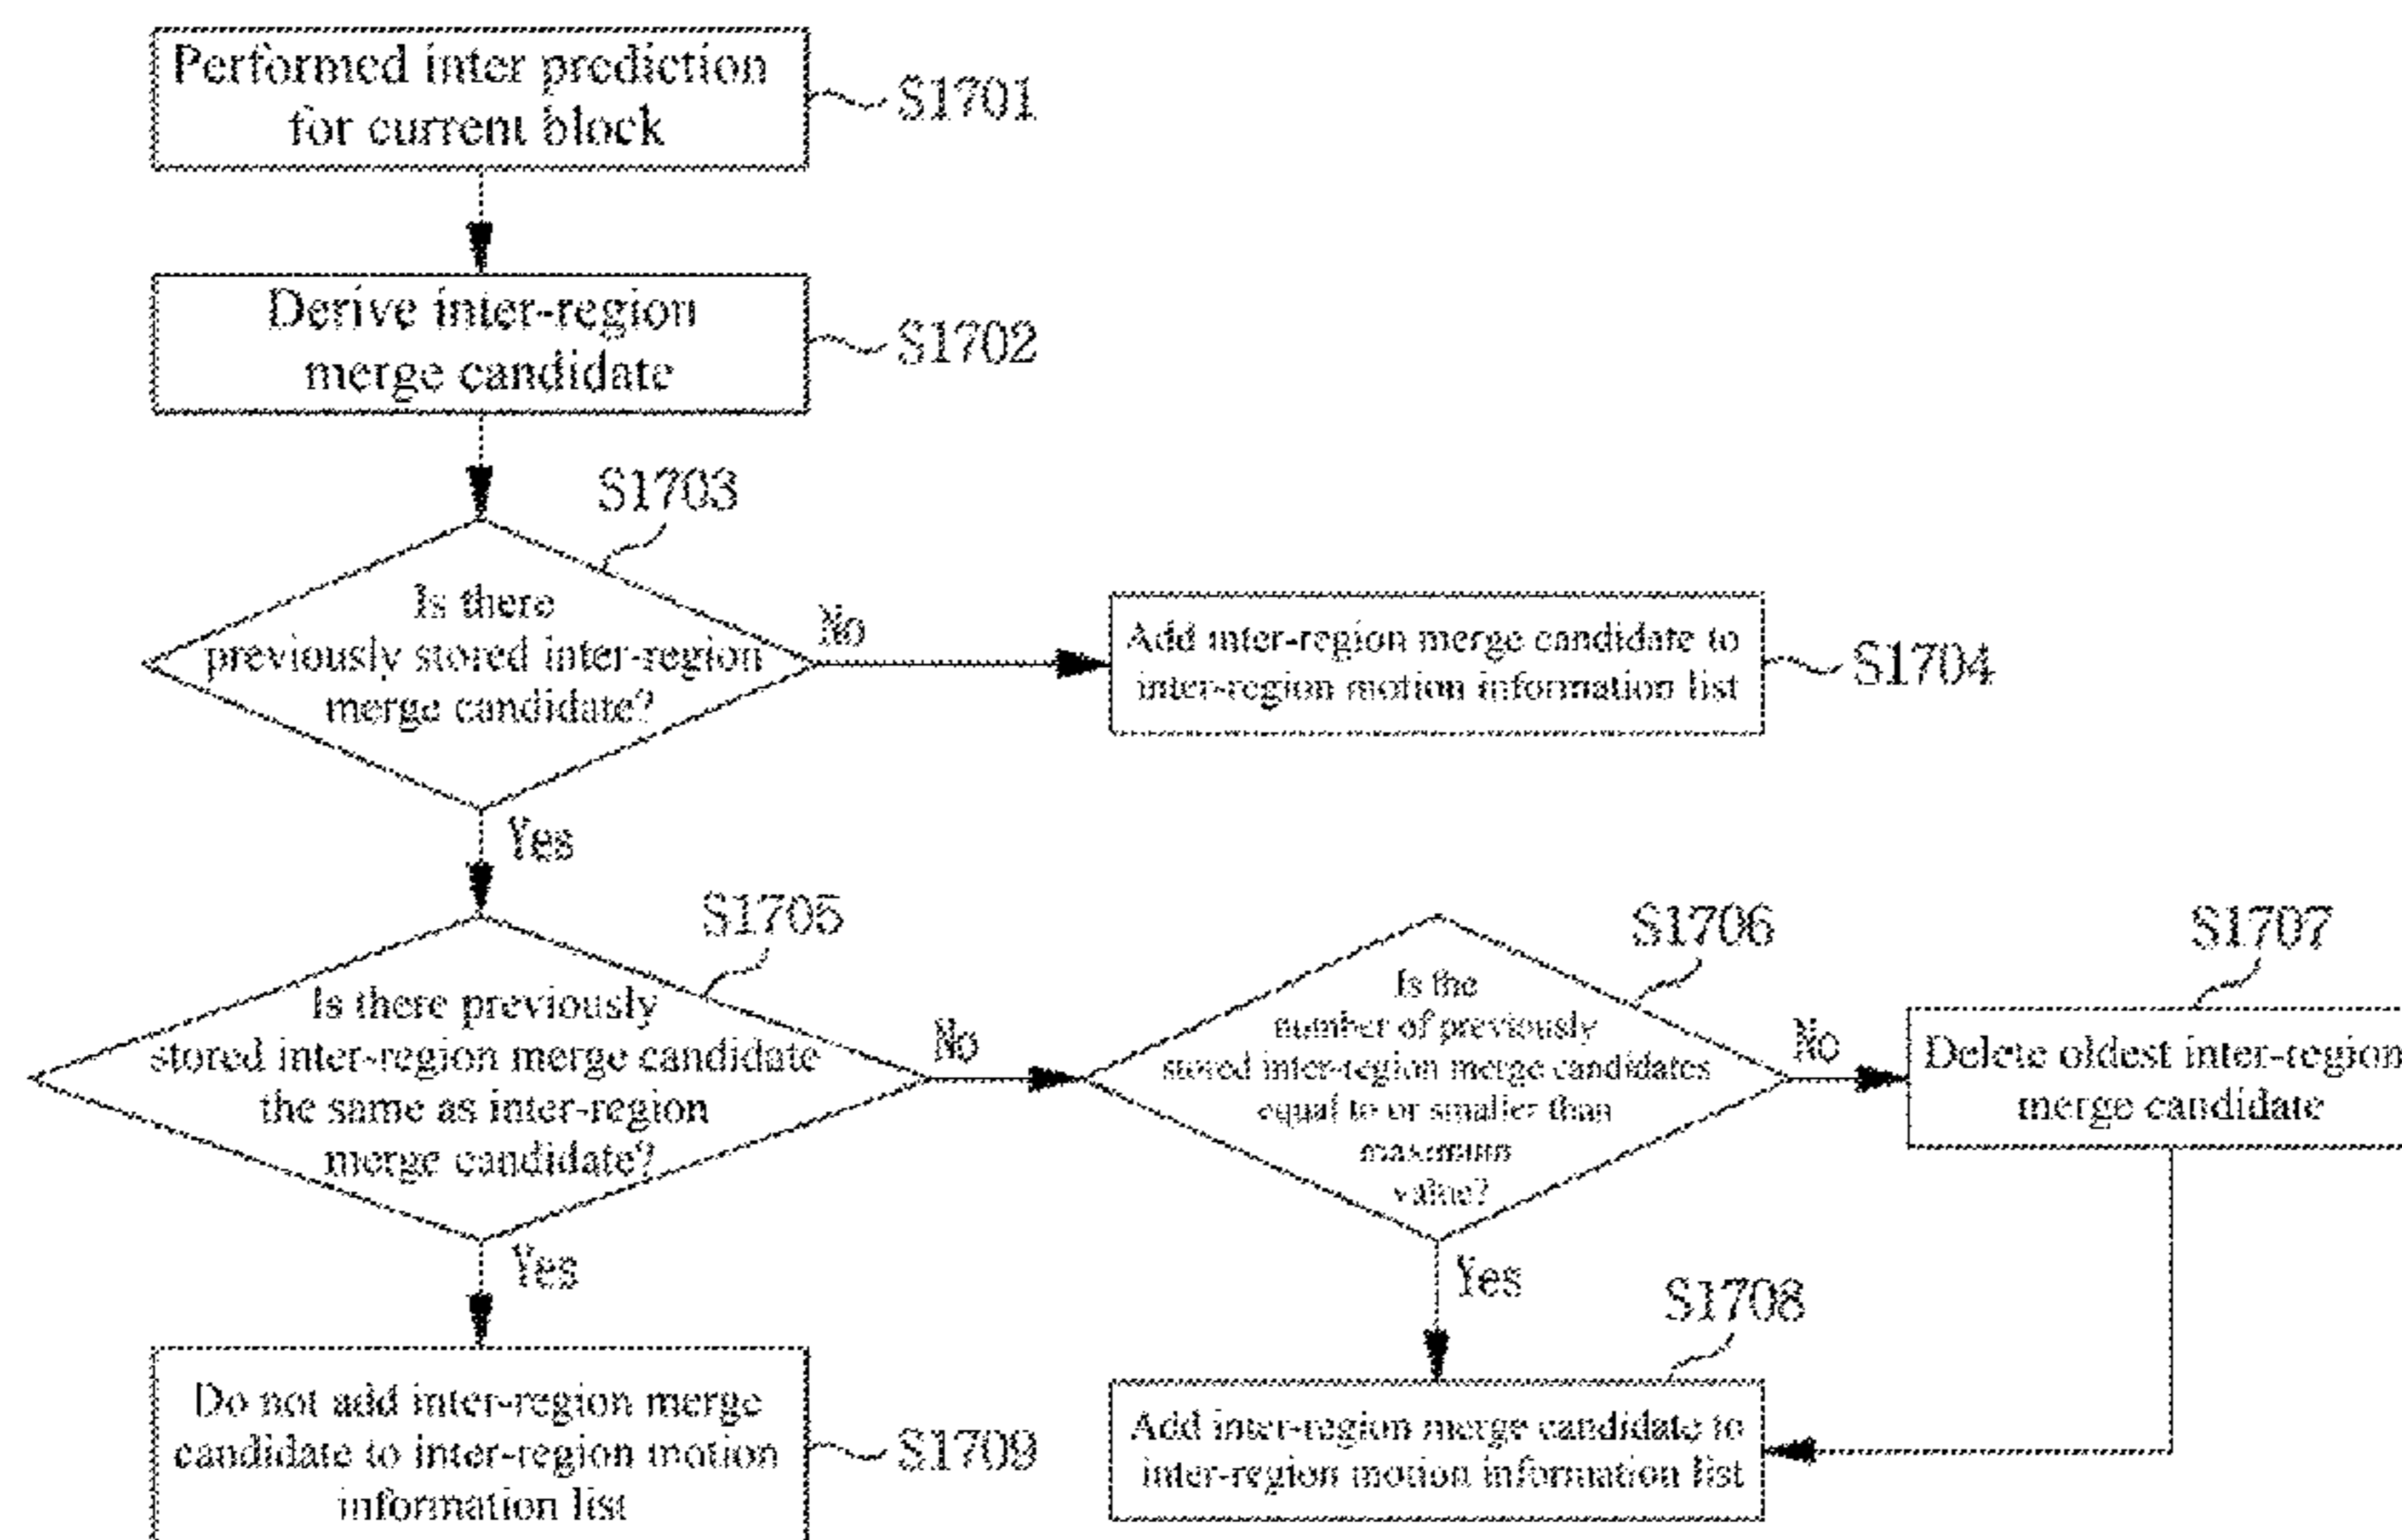 Performed inter prediction
for current block
S1701
Derive inter-region
merge candidate
S1702
S1703
Is there
previously stored inter-region
merge candidate?
No
Add inter-region merge candidate to
inter-region motion information list
S1704
Yes
S1705
Is there previously
stored inter-region merge candidate
the same as inter-region
merge candidate?
No
S1706
Is the
number of previously
stored inter-region merge candidates
equal to or smaller than
maximum
value?
No
S1707
Delete oldest inter-region
merge candidate
Yes
Yes
S1708
Do not add inter-region merge
candidate to inter-region motion
information list
S1709
Add inter-region merge candidate to
inter-region motion information list